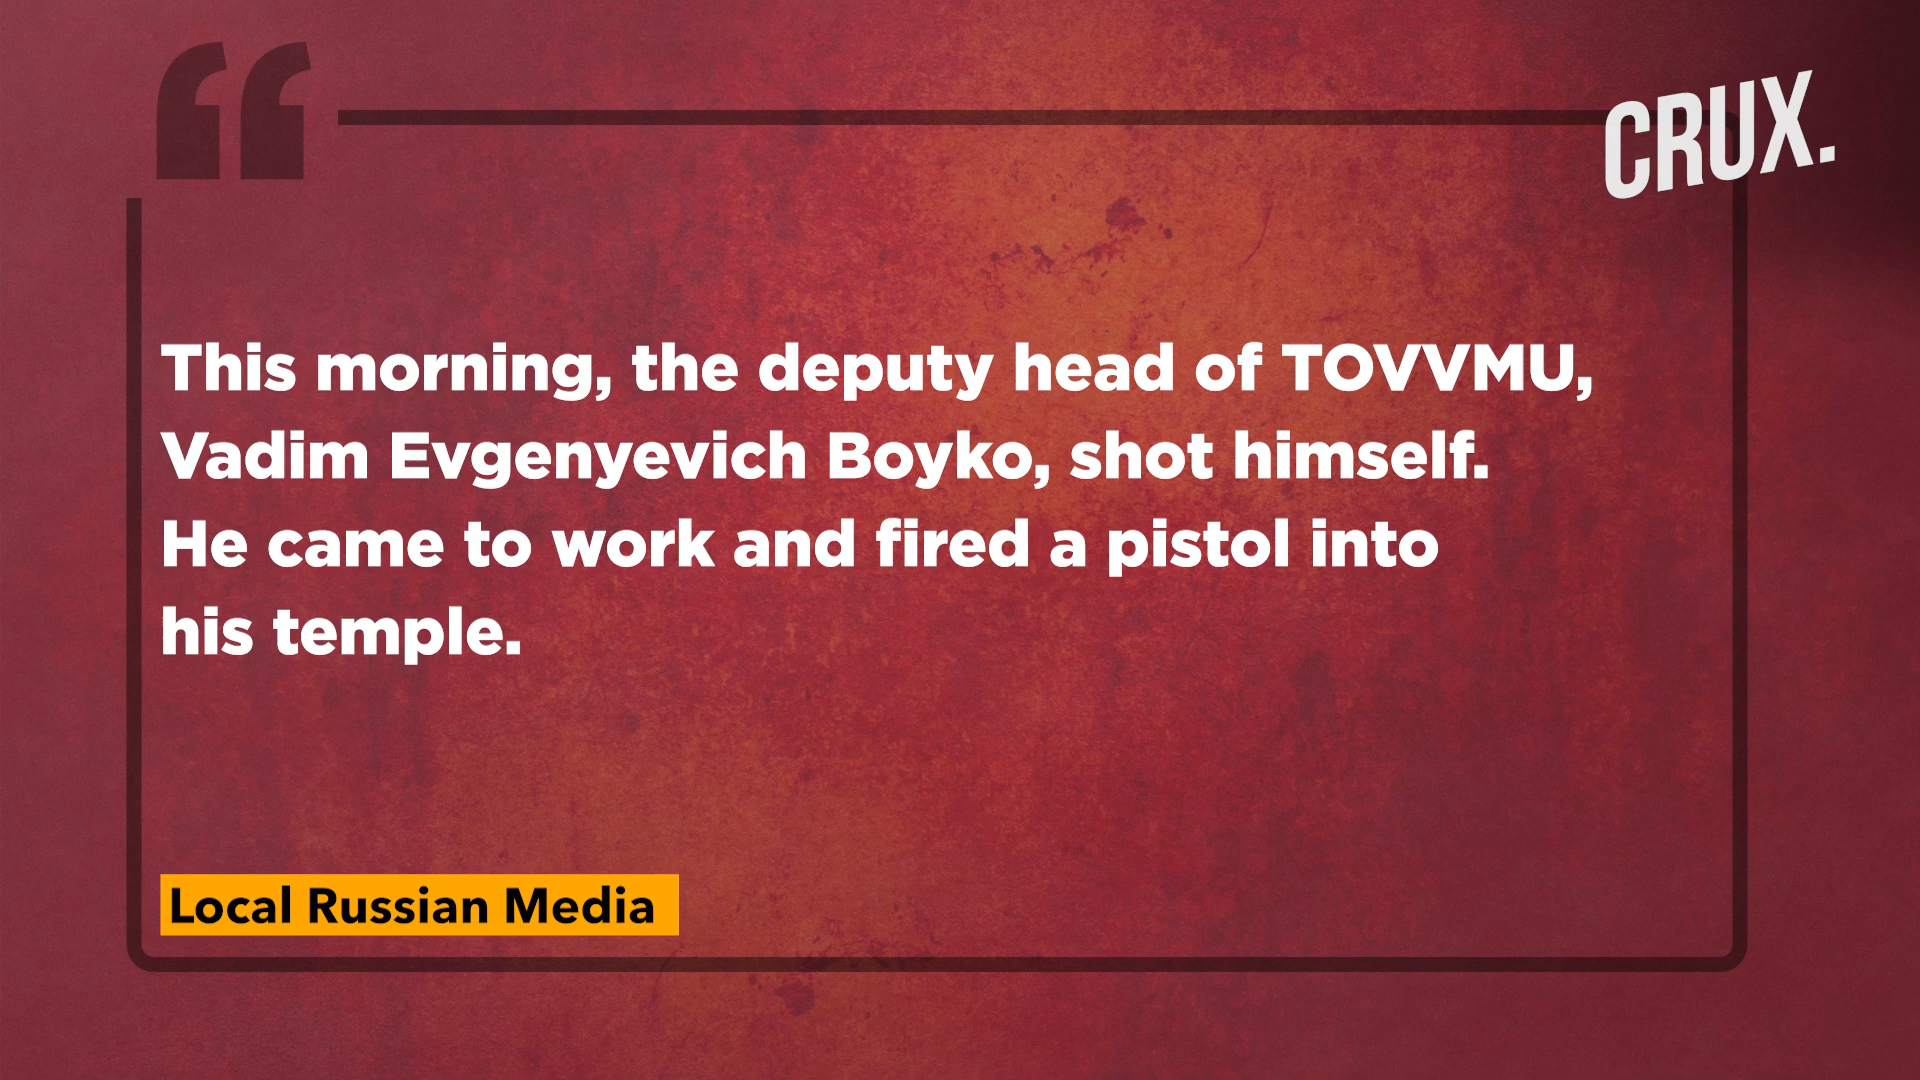 “
CRUX.
This morning, the deputy head of TOVVMU,
Vadim Evgenyevich Boyko, shot himself.
He came to work and fired a pistol into
his temple.
Local Russian Media